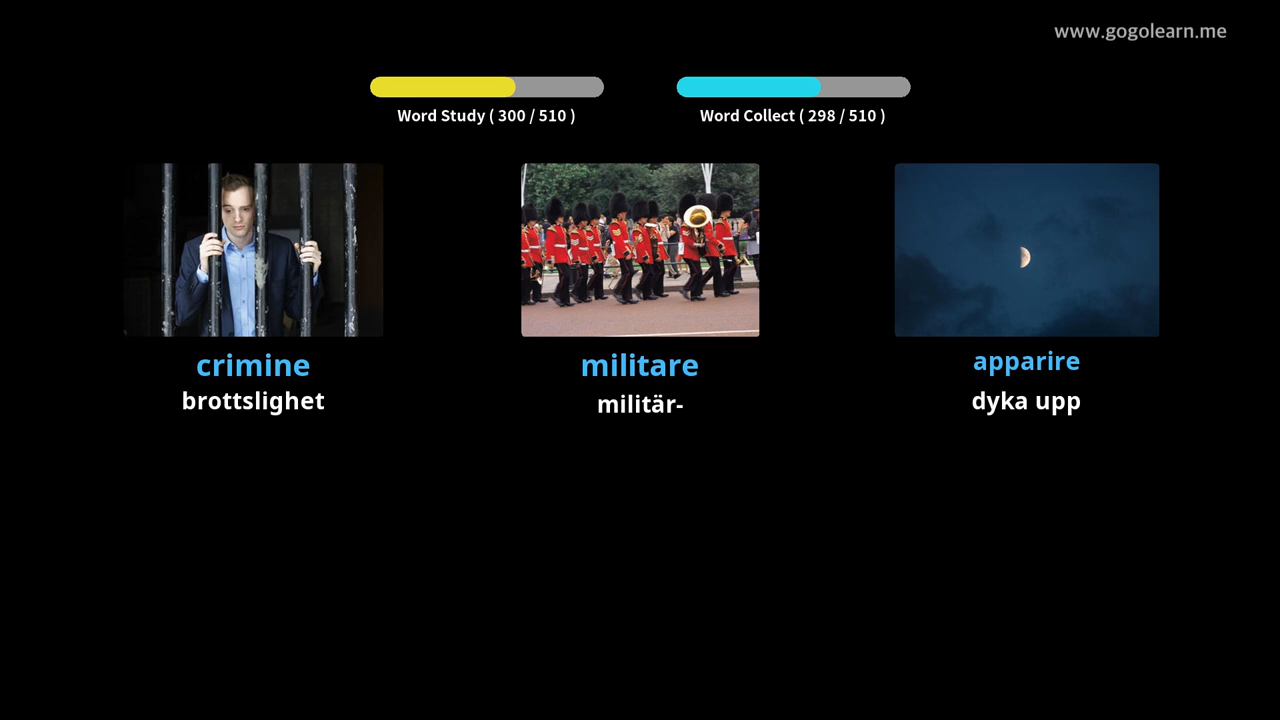 www.gogolearn.me
Word Study ( 300 / 510 )
Word Collect ( 298 / 510 )
crimine
brottslighet
militare
militär-
apparire
dyka upp